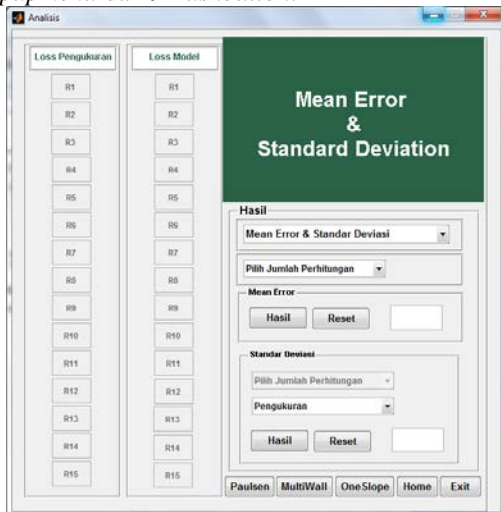 Analisis
Loss Pengukuran
R1
R2
R3
R4
R5
R6
R7
R8
R9
R10
R11
R12
R13
R14
R15
Loss Model
R1
R2
R3
R4
R5
R6
R7
R8
R9
R10
R11
R12
R13
R14
R15
Mean Error
&
Standard Deviation
Hasil
Mean Error & Standar Deviasi
Pilih Jumlah Perhitungan
Mean Error
Hasil Reset
Standar Deviasi
Pilih Jumlah Perhitungan
Pengukuran
Hasil Reset
Paulsen MultiWall OneSlope Home Exit